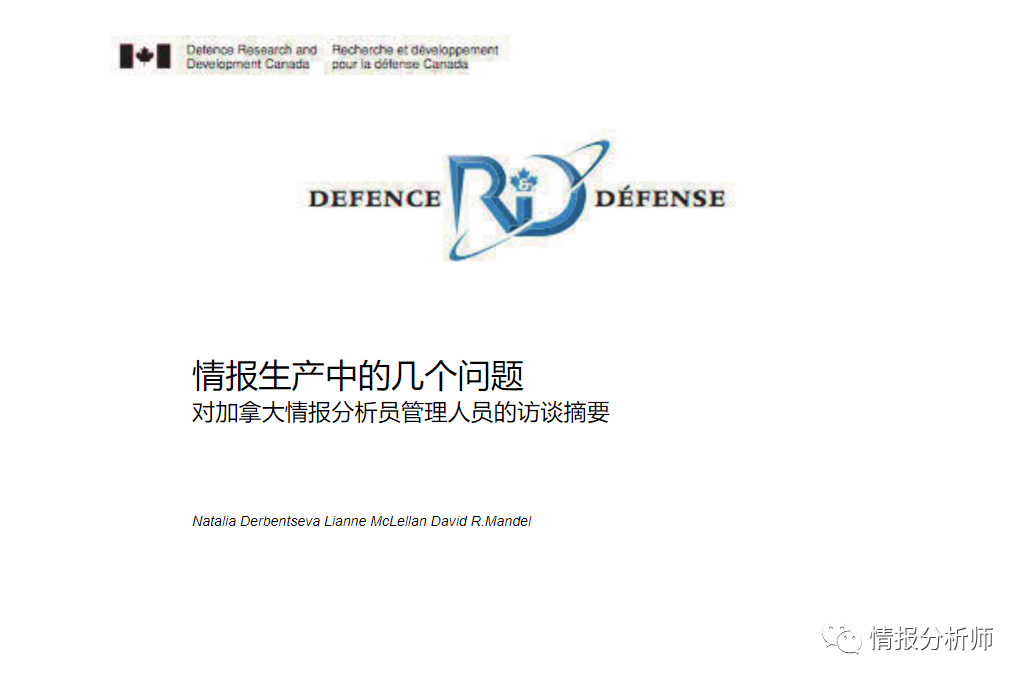 Defence Research and Recherche et développement
Development Canada pour la défense Canada
DEFENCE R&D DÉFENSE
情报生产中的几个问题
对加拿大情报分析员管理人员的访谈摘要
Natalia Derbentseva Lianne McLellan David R.Mandel
情报分析师